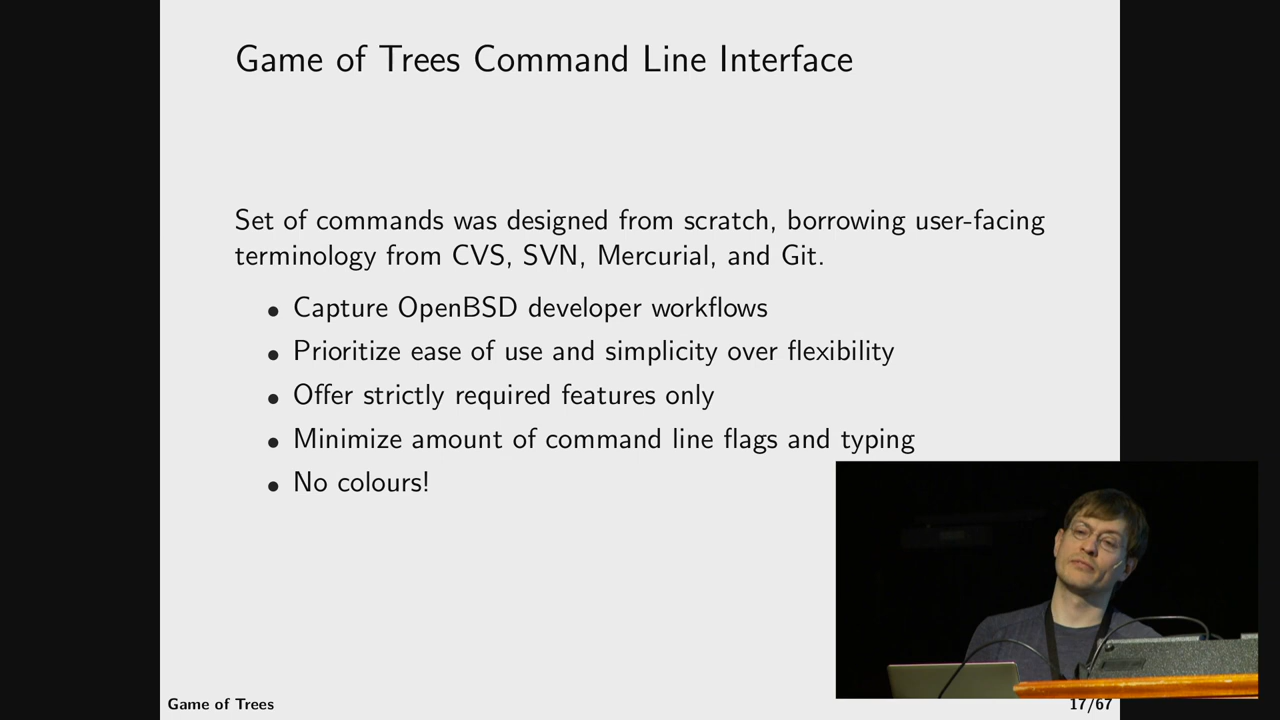 Game of Trees Command Line Interface
Set of commands was designed from scratch, borrowing user-facing
terminology from CVS, SVN, Mercurial, and Git.
• Capture OpenBSD developer workflows
• Prioritize ease of use and simplicity over flexibility
• Offer strictly required features only
• Minimize amount of command line flags and typing
• No colours!
Game of Trees
17/67